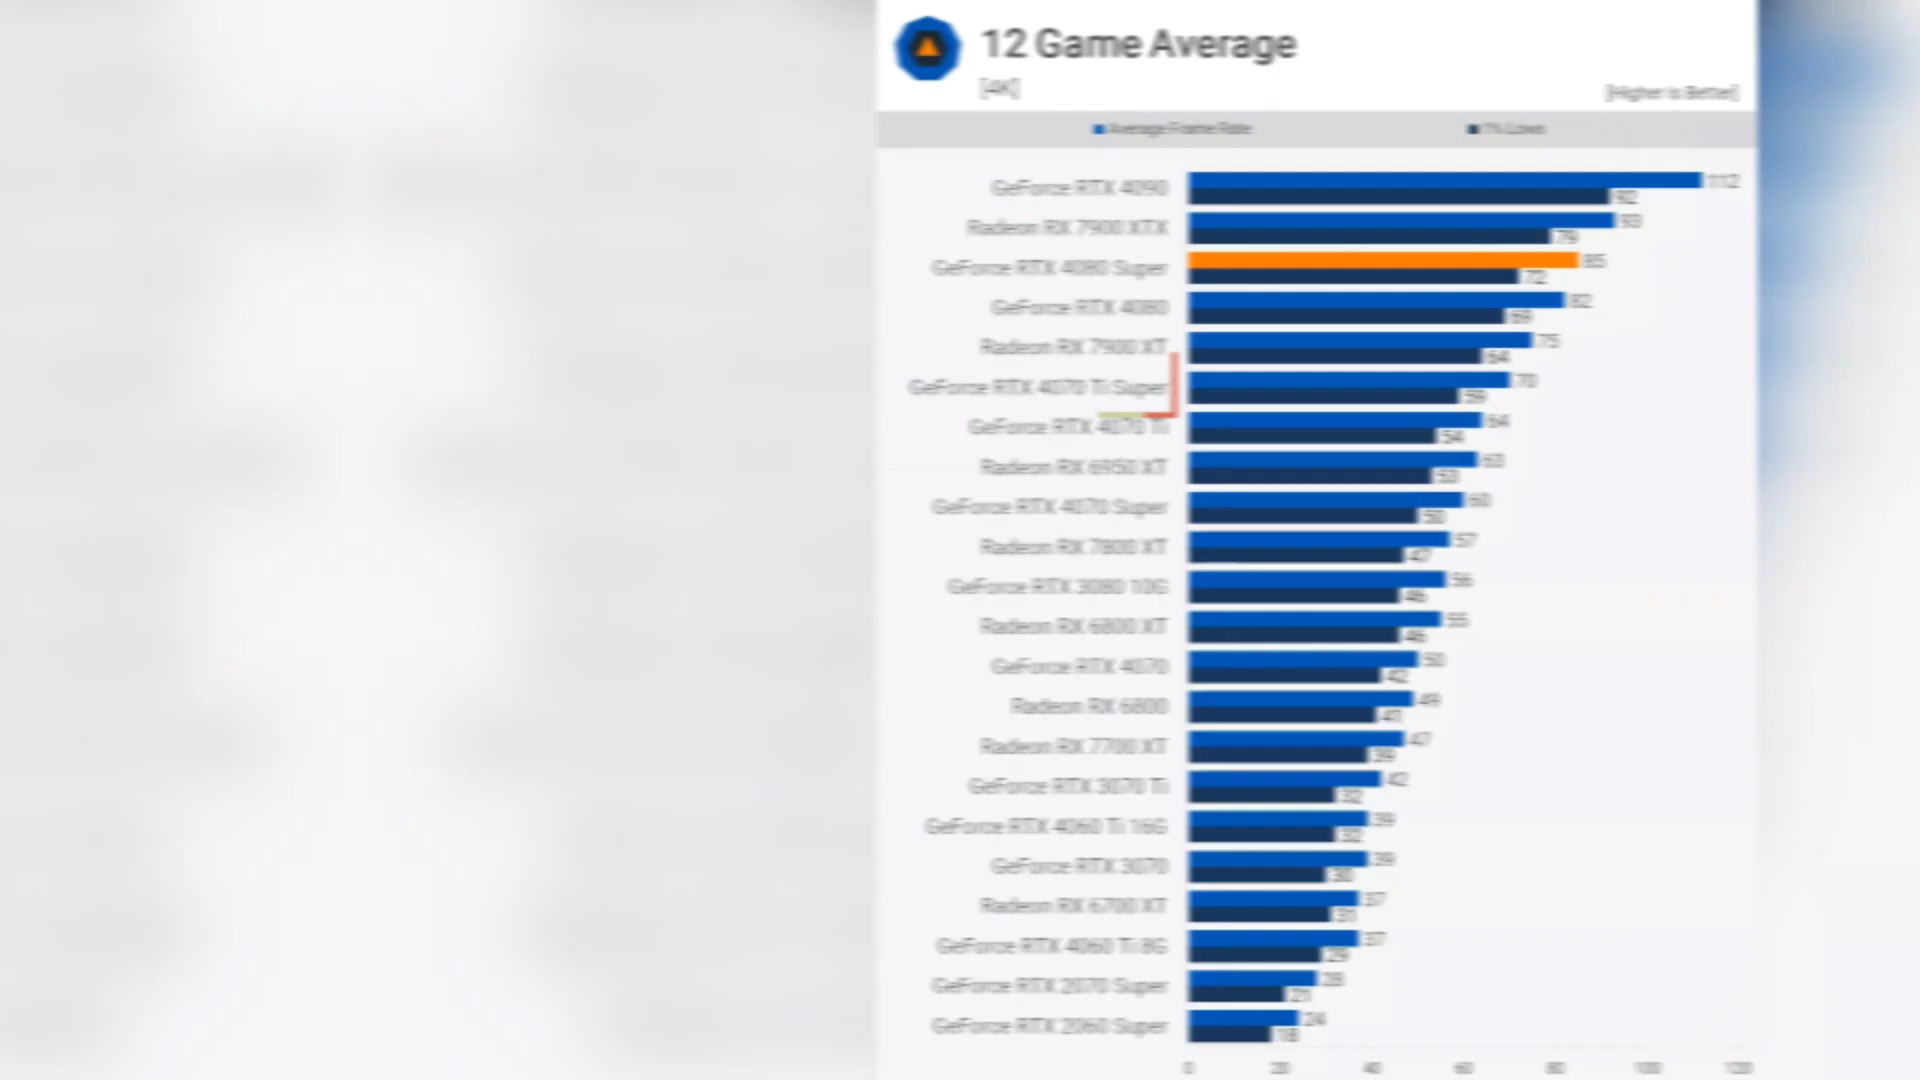 12 Game Average
[4K]
[Higher is Better]
Average Frame Rate 1% Lows
GeForce RTX 4090 112 92
Radeon RX 7900 XTX 93 79
GeForce RTX 4080 Super 85 72
GeForce RTX 4080 82 69
Radeon RX 7900 XT 75 64
GeForce RTX 4070 Ti Super 70 59
GeForce RTX 4070 Ti 64 54
Radeon RX 6950 XT 63 53
GeForce RTX 4070 Super 60 50
Radeon RX 7800 XT 57 47
GeForce RTX 3080 10G 56 46
Radeon RX 6800 XT 55 46
GeForce RTX 4070 50 42
Radeon RX 6800 49 41
Radeon RX 7700 XT 47 39
GeForce RTX 3070 Ti 42 32
GeForce RTX 4060 Ti 16G 39 32
GeForce RTX 3070 39 30
Radeon RX 6700 XT 37 31
GeForce RTX 4060 Ti 8G 37 29
GeForce RTX 2070 Super 28 21
GeForce RTX 2060 Super 24 18
0 20 40 60 80 100 120